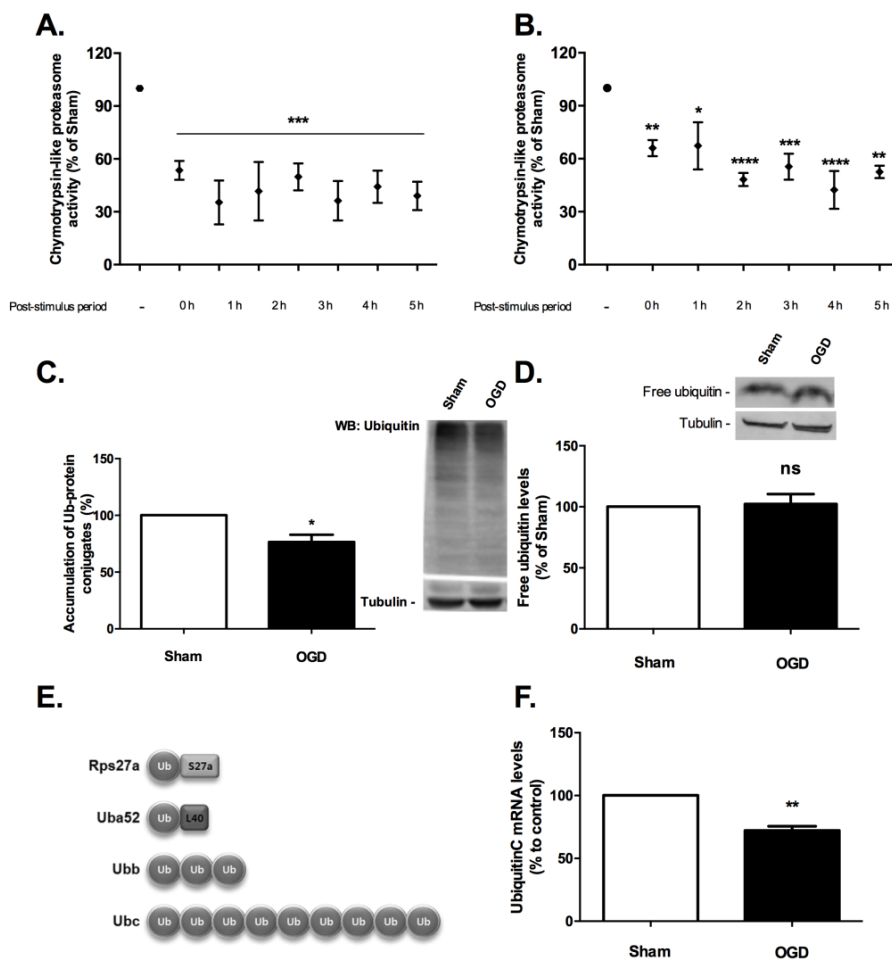 A.
Chymotrypsin-like proteasome
activity (% of Sham)
120
90
60
30
0
***
Post-stimulus period
-
0 h
1 h
2 h
3 h
4 h
5 h
B.
Chymotrypsin-like proteasome
activity (% of Sham)
120
90
60
30
0
**
*
****
***
****
**
Post-stimulus period
-
0 h
1 h
2 h
3 h
4 h
5 h
C.
Accumulation of Ub-protein
conjugates (%)
150
100
50
0
*
Sham
OGD
Sham
OGD
WB: Ubiquitin
Tubulin -
D.
Sham
OGD
Free ubiquitin -
Tubulin -
Free ubiquitin levels
(% of Sham)
150
100
50
0
ns
Sham
OGD
E.
Rps27a
Ub
S27a
Uba52
Ub
L40
Ubb
Ub Ub Ub
Ubc
Ub Ub Ub Ub Ub Ub Ub Ub Ub
F.
UbiquitinC mRNA levels
(% to control)
150
100
50
0
**
Sham
OGD